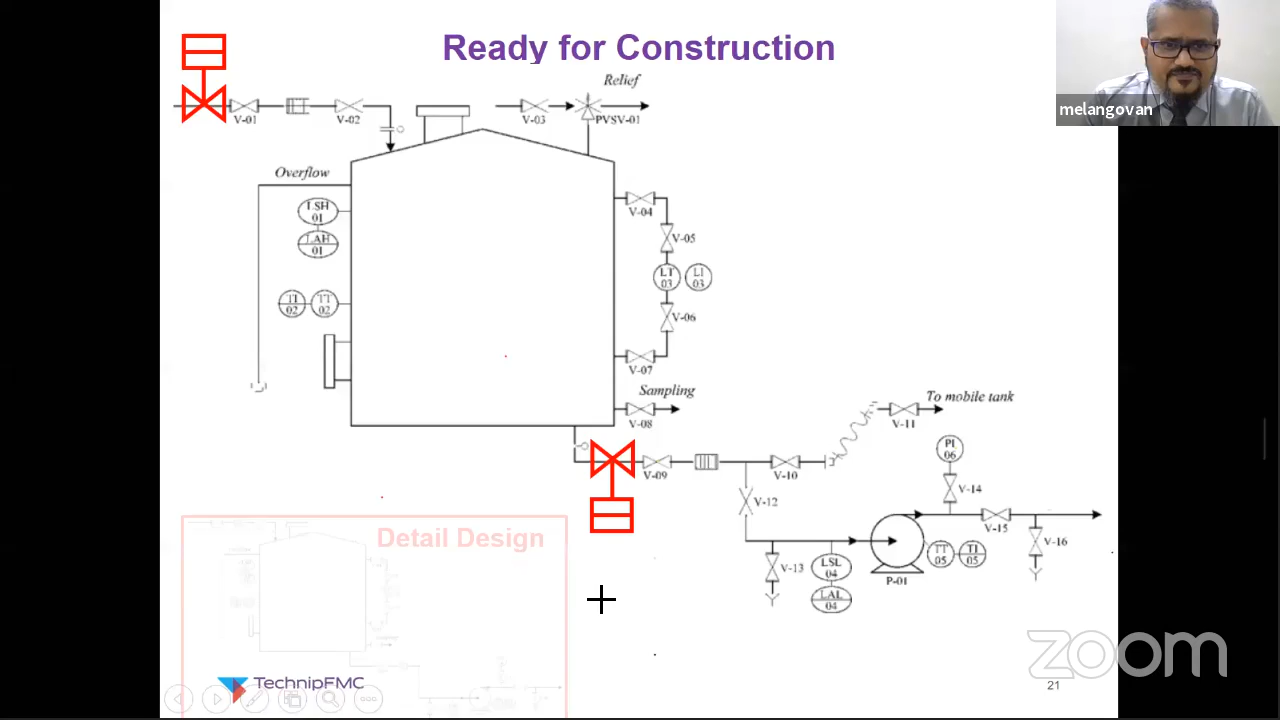 Ready for Construction
melangovan
Relief
V-01
V-02
V-03
PVSV-01
Overflow
LSH
01
LAH
01
TI
02
TT
02
V-04
V-05
LT
03
LI
03
V-06
V-07
Sampling
V-08
V-09
V-10
To mobile tank
V-11
PI
06
V-14
V-12
V-15
V-16
V-13
LSL
04
LAL
04
P-01
TT
05
TI
05
Detail Design
TechnipFMC
zoom
21